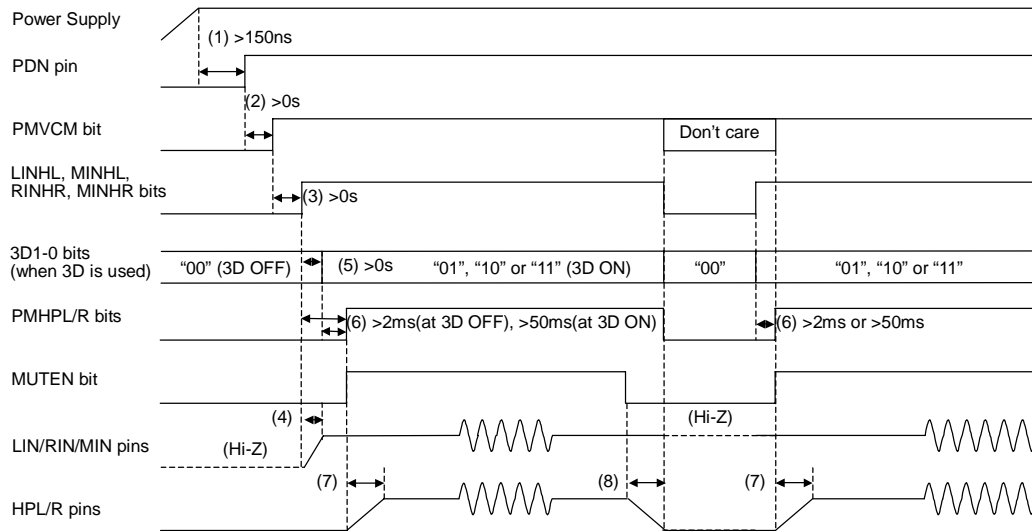 Power Supply
(1) >150ns
PDN pin
(2) >0s
PMVCM bit
Don’t care
LINHL, MINHL,
RINHR, MINHR bits
(3) >0s
3D1-0 bits
(when 3D is used)
“00” (3D OFF)
(5) >0s
“01”, “10” or “11” (3D ON)
“00”
“01”, “10” or “11”
PMHPL/R bits
(6) >2ms(at 3D OFF), >50ms(at 3D ON)
(6) >2ms or >50ms
MUTEN bit
(4)
(Hi-Z)
LIN/RIN/MIN pins
(Hi-Z)
(7)
(8)
(7)
HPL/R pins